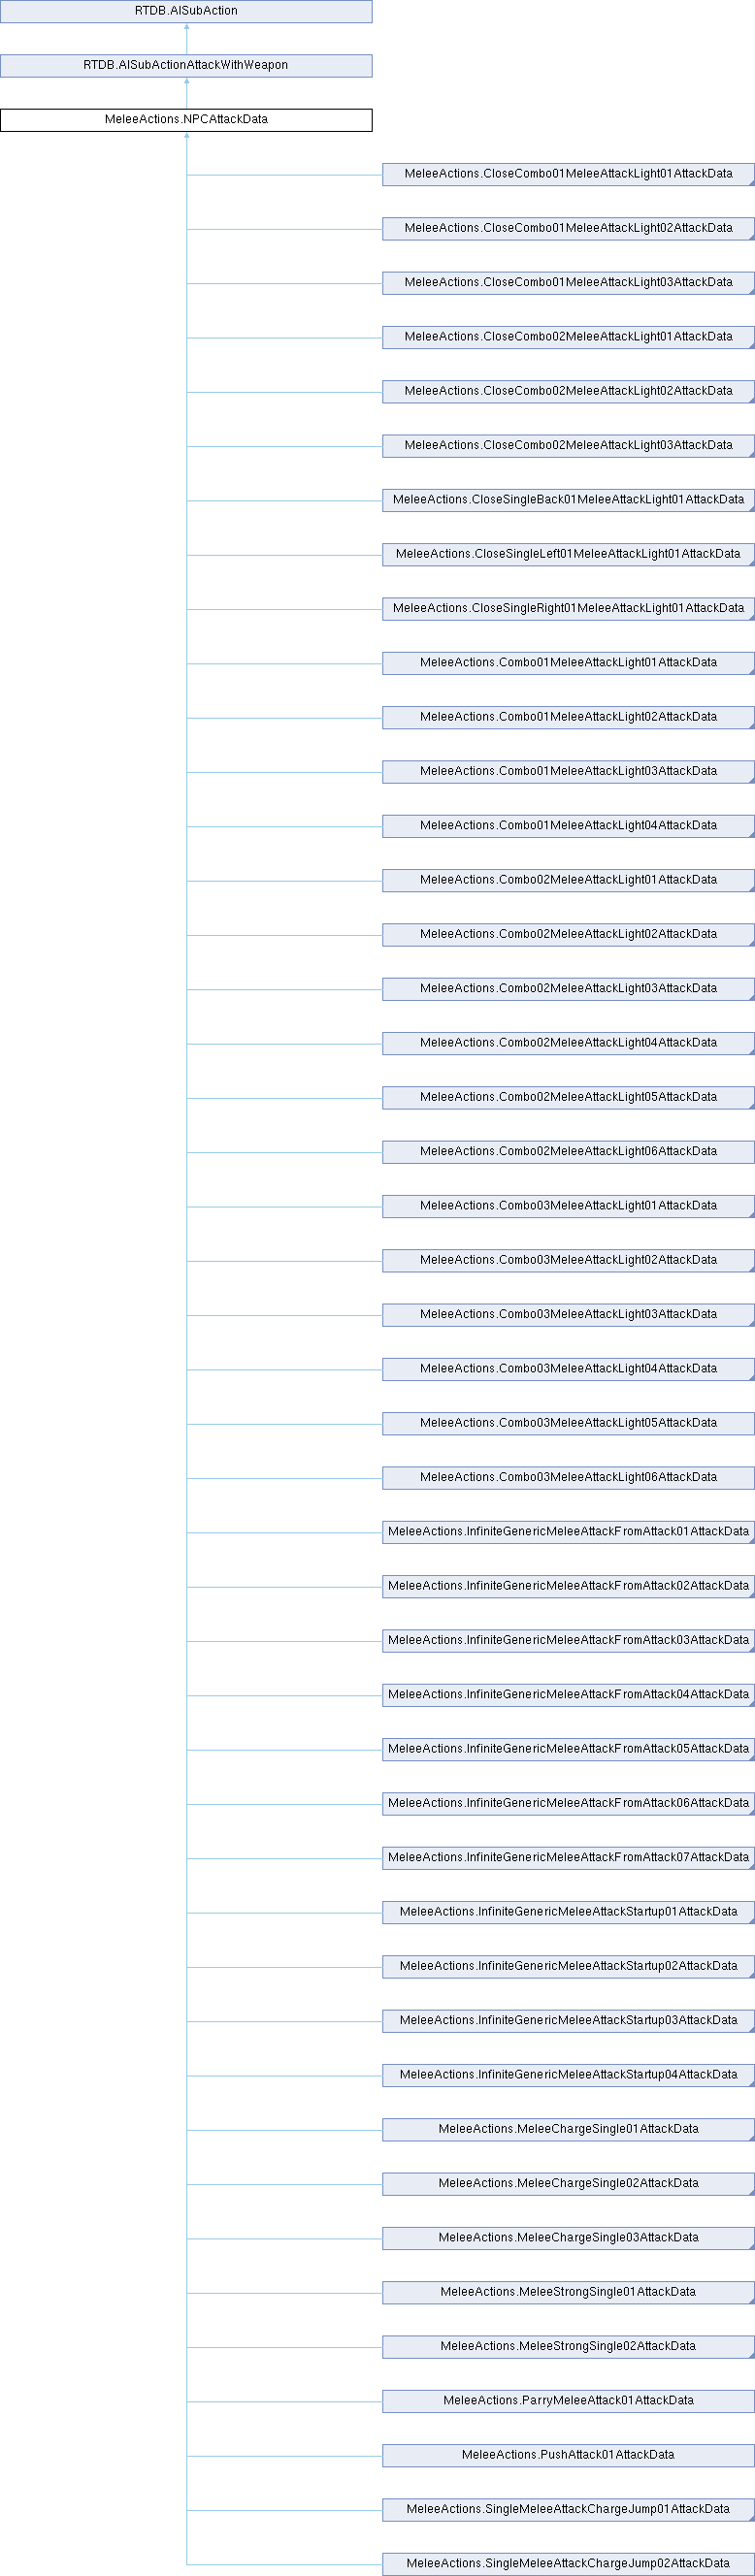 RTDB.AISubAction
RTDB.AISubActionAttackWithWeapon
MeleeActions.NPCAttackData
MeleeActions.CloseCombo01MeleeAttackLight01AttackData
MeleeActions.CloseCombo01MeleeAttackLight02AttackData
MeleeActions.CloseCombo01MeleeAttackLight03AttackData
MeleeActions.CloseCombo02MeleeAttackLight01AttackData
MeleeActions.CloseCombo02MeleeAttackLight02AttackData
MeleeActions.CloseCombo02MeleeAttackLight03AttackData
MeleeActions.CloseSingleBack01MeleeAttackLight01AttackData
MeleeActions.CloseSingleLeft01MeleeAttackLight01AttackData
MeleeActions.CloseSingleRight01MeleeAttackLight01AttackData
MeleeActions.Combo01MeleeAttackLight01AttackData
MeleeActions.Combo01MeleeAttackLight02AttackData
MeleeActions.Combo01MeleeAttackLight03AttackData
MeleeActions.Combo01MeleeAttackLight04AttackData
MeleeActions.Combo02MeleeAttackLight01AttackData
MeleeActions.Combo02MeleeAttackLight02AttackData
MeleeActions.Combo02MeleeAttackLight03AttackData
MeleeActions.Combo02MeleeAttackLight04AttackData
MeleeActions.Combo02MeleeAttackLight05AttackData
MeleeActions.Combo02MeleeAttackLight06AttackData
MeleeActions.Combo03MeleeAttackLight01AttackData
MeleeActions.Combo03MeleeAttackLight02AttackData
MeleeActions.Combo03MeleeAttackLight03AttackData
MeleeActions.Combo03MeleeAttackLight04AttackData
MeleeActions.Combo03MeleeAttackLight05AttackData
MeleeActions.Combo03MeleeAttackLight06AttackData
MeleeActions.InfiniteGenericMeleeAttackFromAttack01AttackData
MeleeActions.InfiniteGenericMeleeAttackFromAttack02AttackData
MeleeActions.InfiniteGenericMeleeAttackFromAttack03AttackData
MeleeActions.InfiniteGenericMeleeAttackFromAttack04AttackData
MeleeActions.InfiniteGenericMeleeAttackFromAttack05AttackData
MeleeActions.InfiniteGenericMeleeAttackFromAttack06AttackData
MeleeActions.InfiniteGenericMeleeAttackFromAttack07AttackData
MeleeActions.InfiniteGenericMeleeAttackStartup01AttackData
MeleeActions.InfiniteGenericMeleeAttackStartup02AttackData
MeleeActions.InfiniteGenericMeleeAttackStartup03AttackData
MeleeActions.InfiniteGenericMeleeAttackStartup04AttackData
MeleeActions.MeleeChargeSingle01AttackData
MeleeActions.MeleeChargeSingle02AttackData
MeleeActions.MeleeChargeSingle03AttackData
MeleeActions.MeleeStrongSingle01AttackData
MeleeActions.MeleeStrongSingle02AttackData
MeleeActions.ParryMeleeAttack01AttackData
MeleeActions.PushAttack01AttackData
MeleeActions.SingleMeleeAttackChargeJump01AttackData
MeleeActions.SingleMeleeAttackChargeJump02AttackData